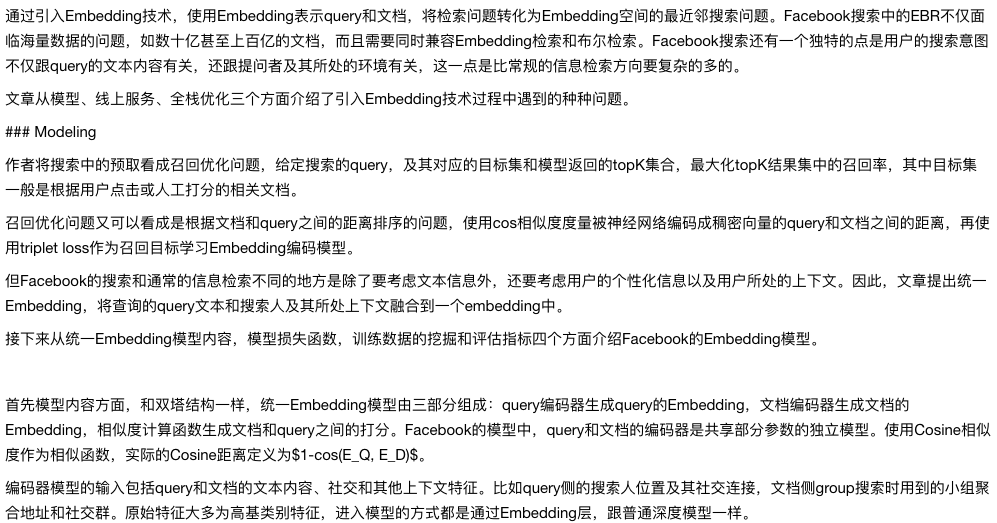 通过引入Embedding技术，使用Embedding表示query和文档，将检索问题转化为Embedding空间的最近邻搜索问题。Facebook搜索中的EBR不仅面
临海量数据的问题，如数十亿甚至上百亿的文档，而且需要同时兼容Embedding检索和布尔检索。Facebook搜索还有一个独特的点是用户的搜索意图
不仅跟query的文本内容有关，还跟提问者及其所处的环境有关，这一点是比常规的信息检索方向要复杂的多的。
文章从模型、线上服务、全栈优化三个方面介绍了引入Embedding技术过程中遇到的种种问题。
### Modeling
作者将搜索中的预取看成召回优化问题，给定搜索的query，及其对应的目标集和模型返回的topK集合，最大化topK结果集中的召回率，其中目标集
一般是根据用户点击或人工打分的相关文档。
召回优化问题又可以看成是根据文档和query之间的距离排序的问题，使用cos相似度度量被神经网络编码成稠密向量的query和文档之间的距离，再使
用triplet loss作为召回目标学习Embedding编码模型。
但Facebook的搜索和通常的信息检索不同的地方是除了要考虑文本信息外，还要考虑用户的个性化信息以及用户所处的上下文。因此，文章提出统一
Embedding，将查询的query文本和搜索人及其所处上下文融合到一个embedding中。
接下来从统一Embedding模型内容，模型损失函数，训练数据的挖掘和评估指标四个方面介绍Facebook的Embedding模型。
首先模型内容方面，和双塔结构一样，统一Embedding模型由三部分组成：query编码器生成query的Embedding，文档编码器生成文档的
Embedding，相似度计算函数生成文档和query之间的打分。Facebook的模型中，query和文档的编码器是共享部分参数的独立模型。使用Cosine相似
度作为相似函数，实际的Cosine距离定义为$1-cos(E_Q, E_D)$。
编码器模型的输入包括query和文档的文本内容、社交和其他上下文特征。比如query侧的搜索人位置及其社交连接，文档侧group搜索时用到的小组聚
合地址和社交群。原始特征大多为高基类别特征，进入模型的方式都是通过Embedding层，跟普通深度模型一样。